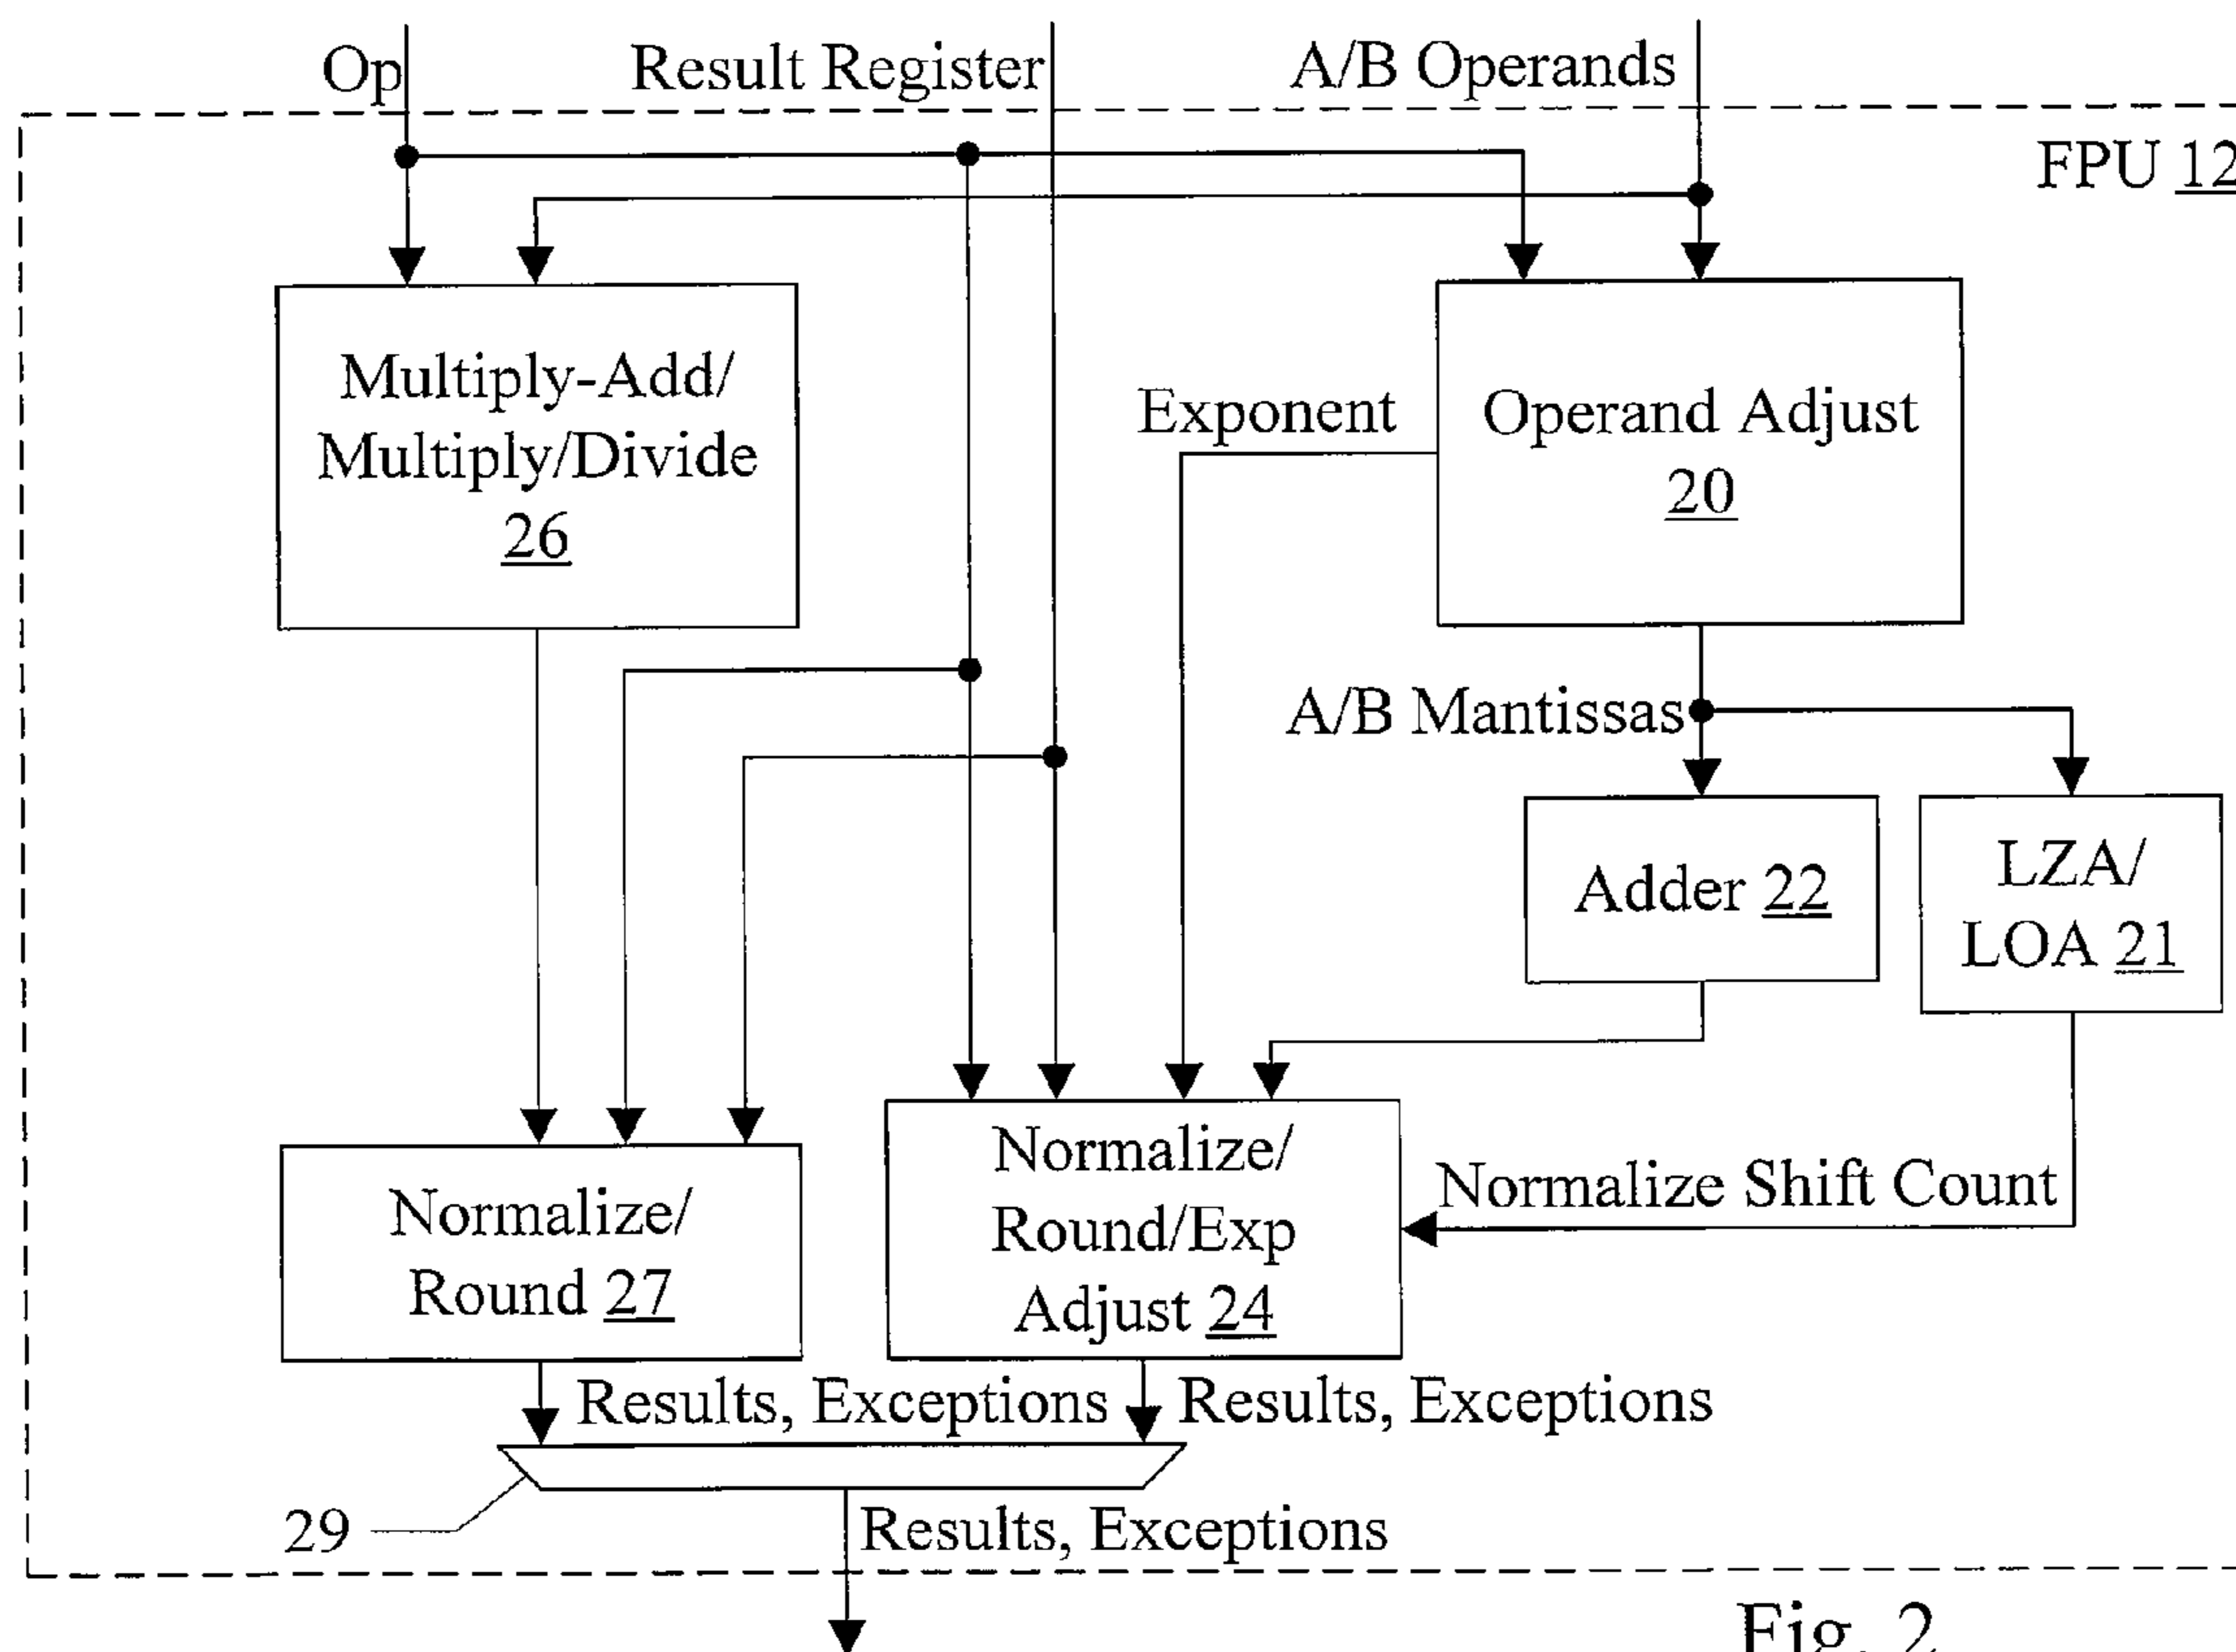 Op
Result Register
A/B Operands
FPU 12
Multiply-Add/
Multiply/Divide
26
Exponent
Operand Adjust
20
A/B Mantissas
Adder 22
LZA/
LOA 21
Normalize/
Round 27
Normalize/
Round/Exp
Adjust 24
Normalize Shift Count
Results, Exceptions
Results, Exceptions
29
Results, Exceptions
Fig. 2